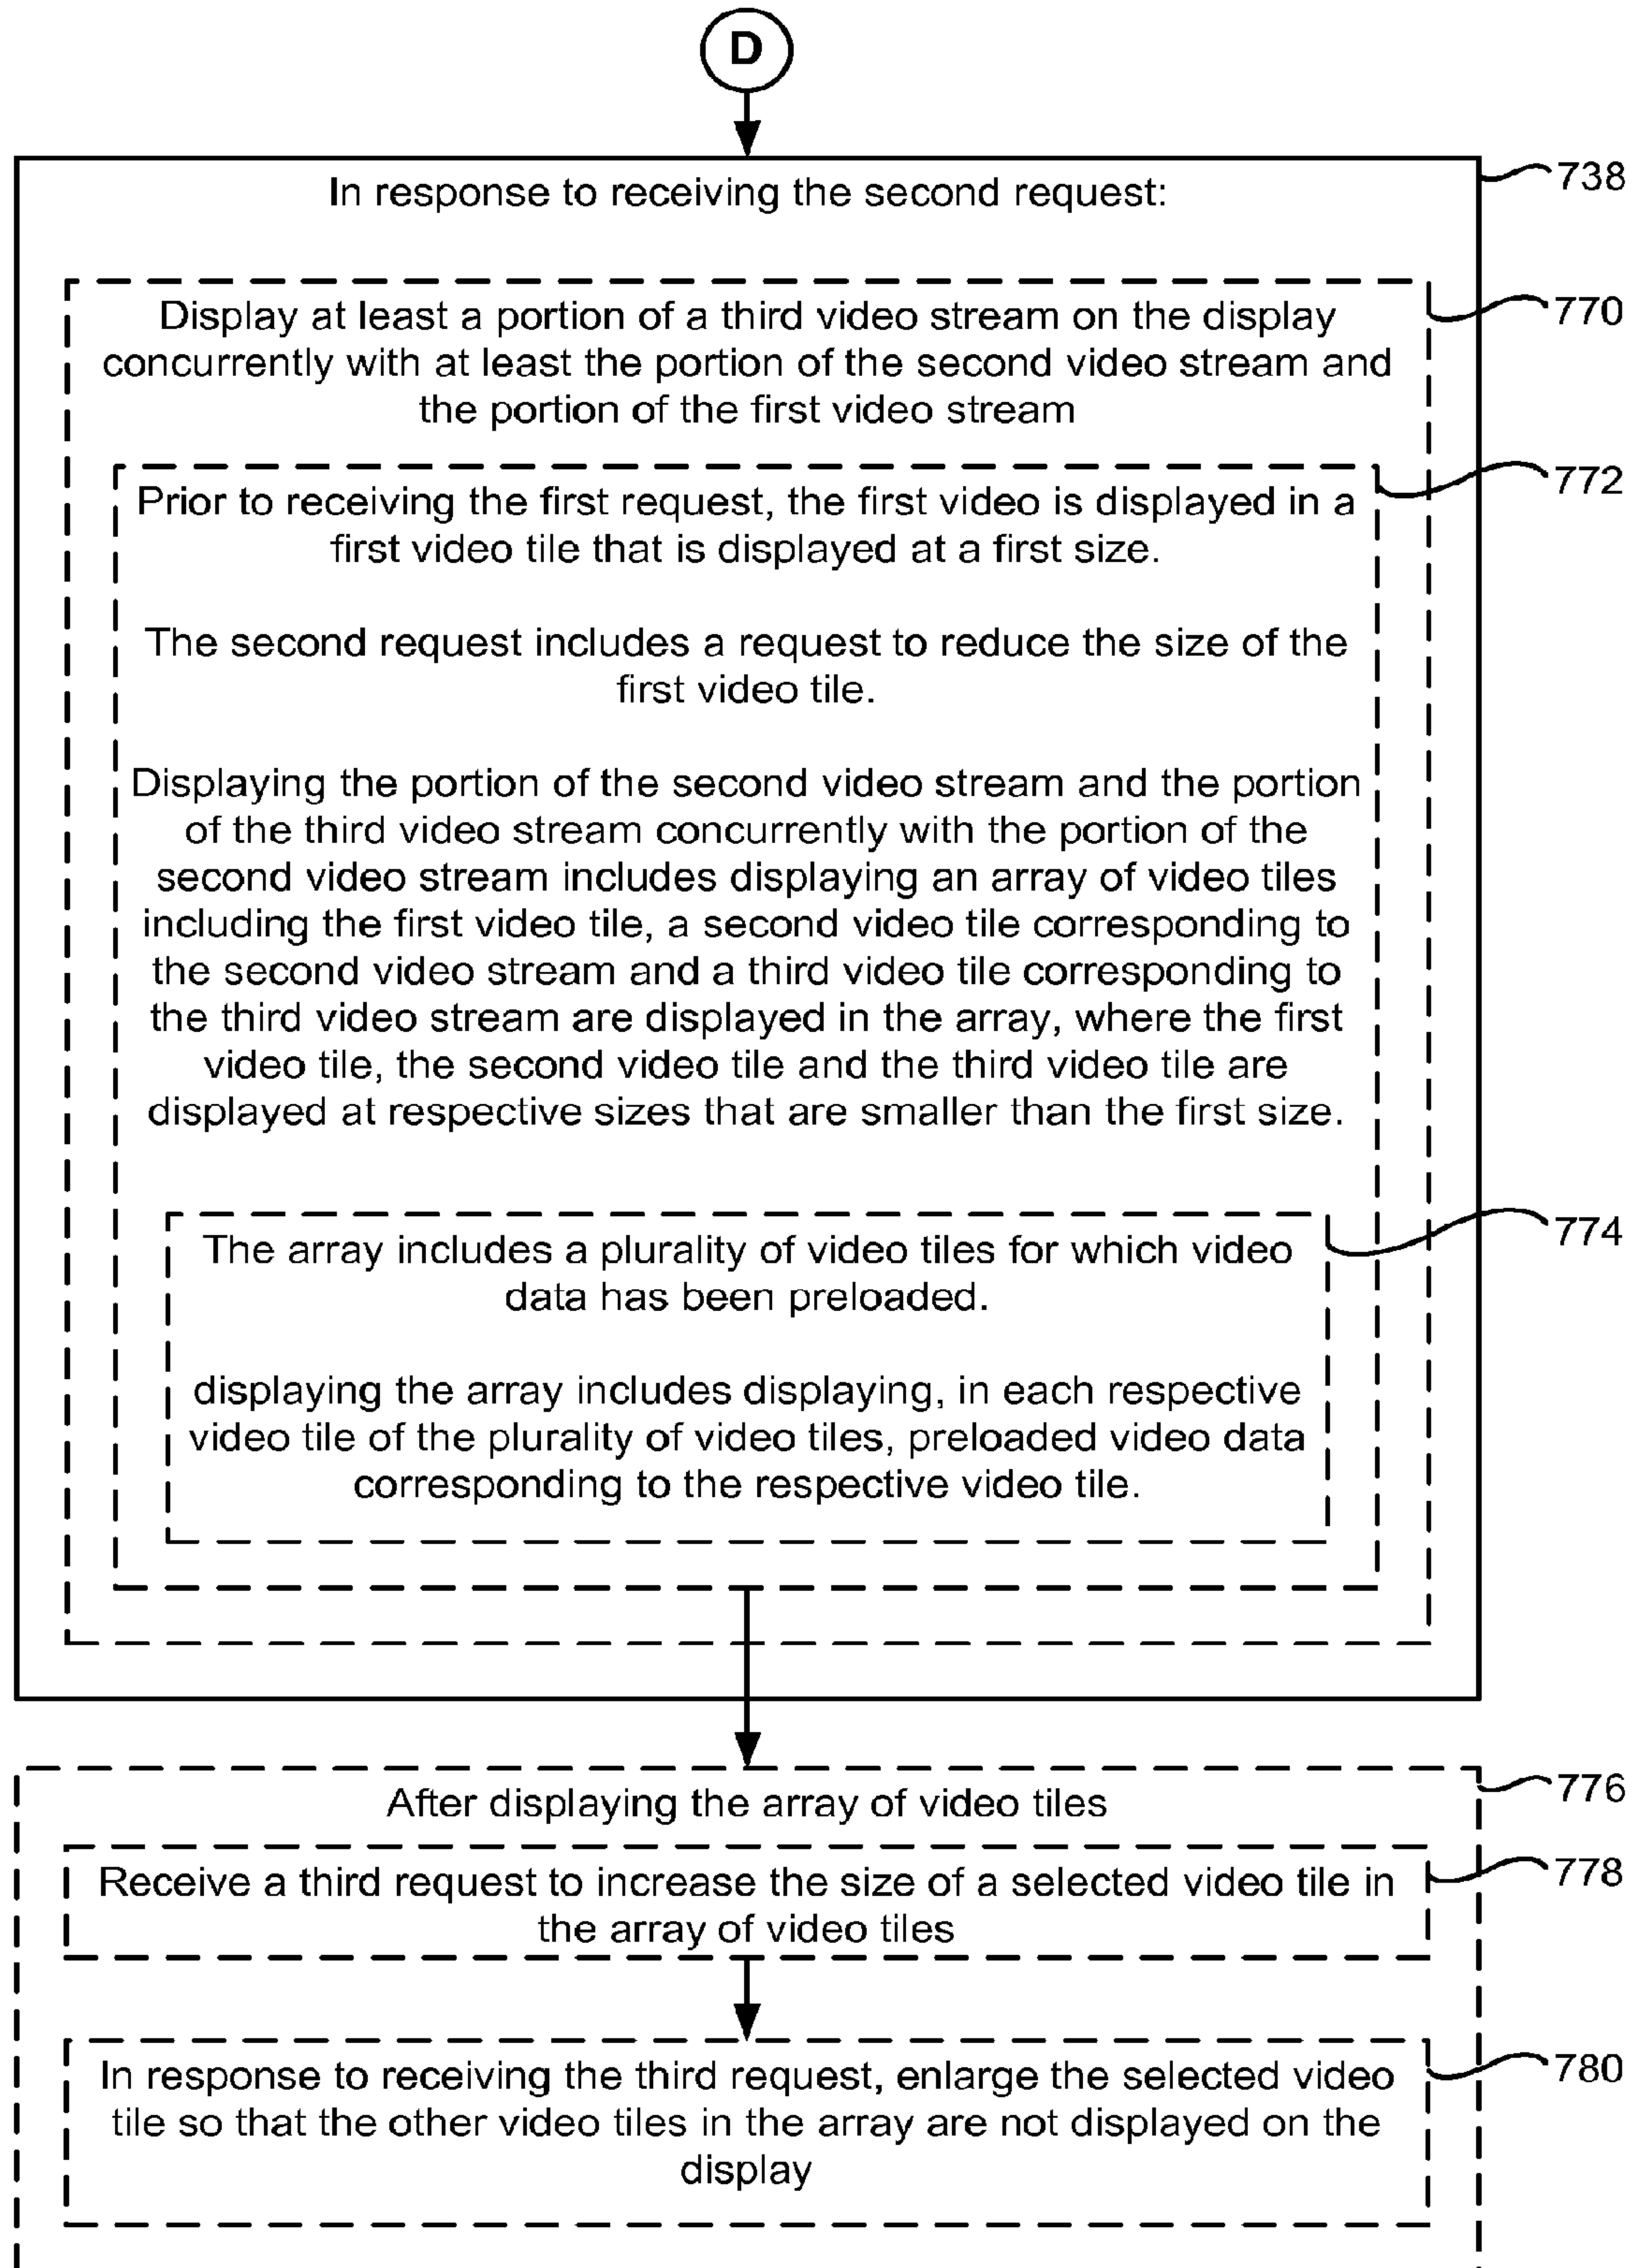 D
738
In response to receiving the second request:
770
Display at least a portion of a third video stream on the display
concurrently with at least the portion of the second video stream and
the portion of the first video stream
772
Prior to receiving the first request, the first video is displayed in a
first video tile that is displayed at a first size.
The second request includes a request to reduce the size of the
first video tile.
Displaying the portion of the second video stream and the portion
of the third video stream concurrently with the portion of the
second video stream includes displaying an array of video tiles
including the first video tile, a second video tile corresponding to
the second video stream and a third video tile corresponding to
the third video stream are displayed in the array, where the first
video tile, the second video tile and the third video tile are
displayed at respective sizes that are smaller than the first size.
774
The array includes a plurality of video tiles for which video
data has been preloaded.
displaying the array includes displaying, in each respective
video tile of the plurality of video tiles, preloaded video data
corresponding to the respective video tile.
776
After displaying the array of video tiles
778
Receive a third request to increase the size of a selected video tile in
the array of video tiles
780
In response to receiving the third request, enlarge the selected video
tile so that the other video tiles in the array are not displayed on the
display